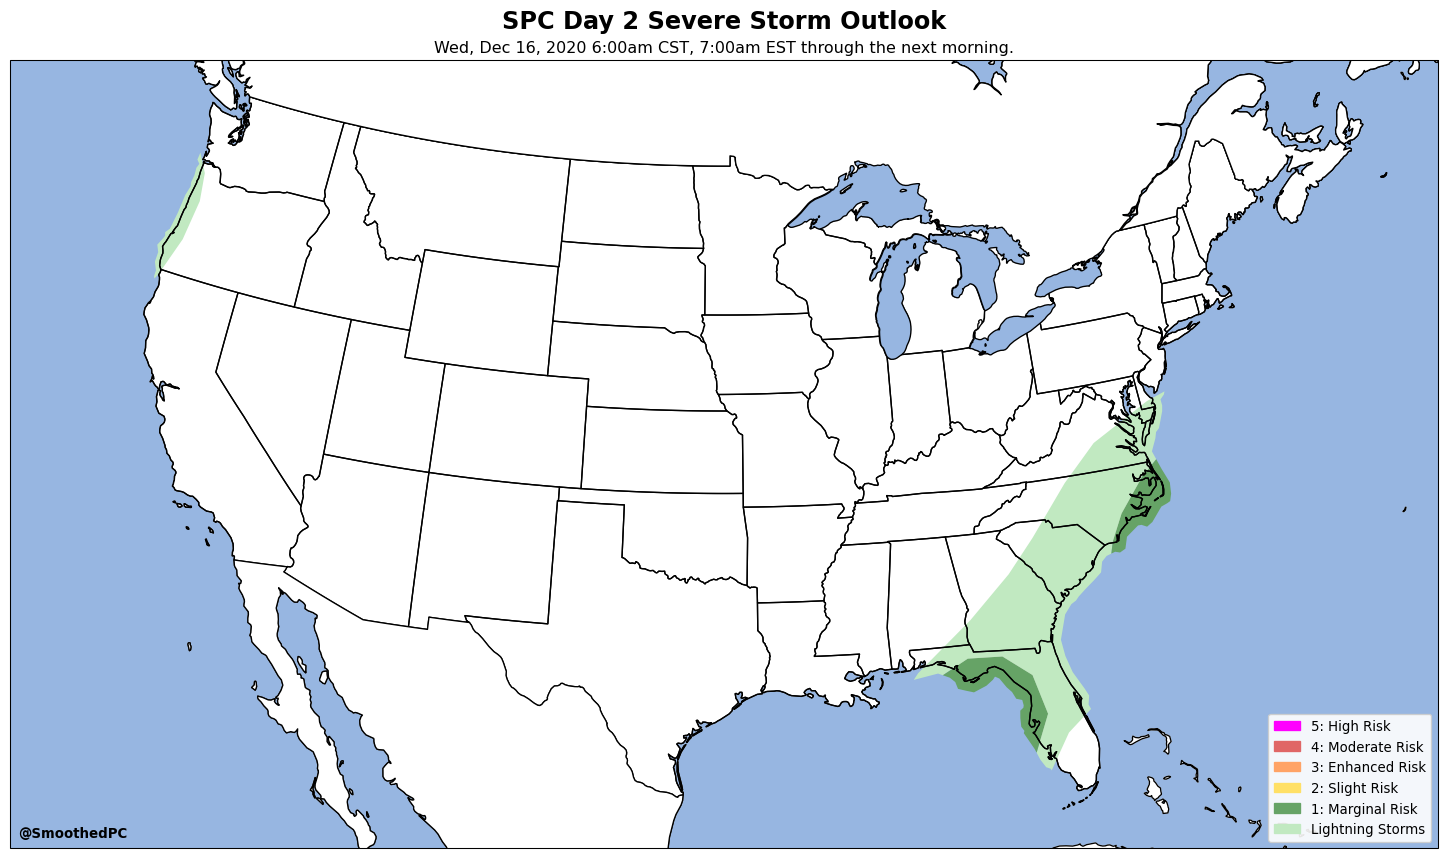 SPC Day 2 Severe Storm Outlook
Wed, Dec 16, 2020 6:00am CST, 7:00am EST through the next morning.
5: High Risk
4: Moderate Risk
3: Enhanced Risk
2: Slight Risk
1: Marginal Risk
Lightning Storms
@SmoothedPC